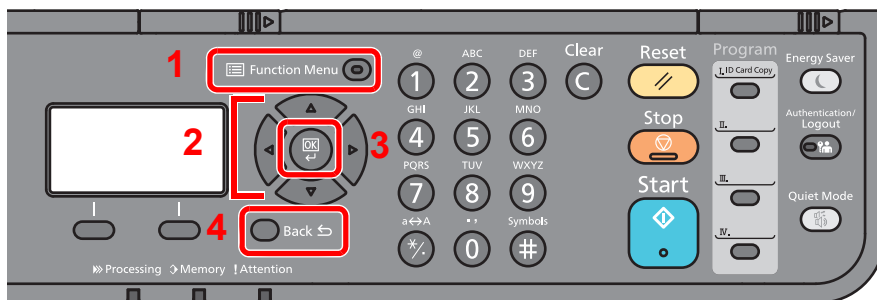 1
Function Menu
2
OK
3
4
Back
Processing Memory ! Attention
@ ABC DEF Clear
1 2 3 C
GHI JKL MNO
4 5 6
PQRS TUV WXYZ
7 8 9
a↔A . , Symbols
*/. 0 #
Reset
Stop
Start
Program
I. ID Card Copy
II.
III.
IV.
Energy Saver
Authentication/
Logout
Quiet Mode